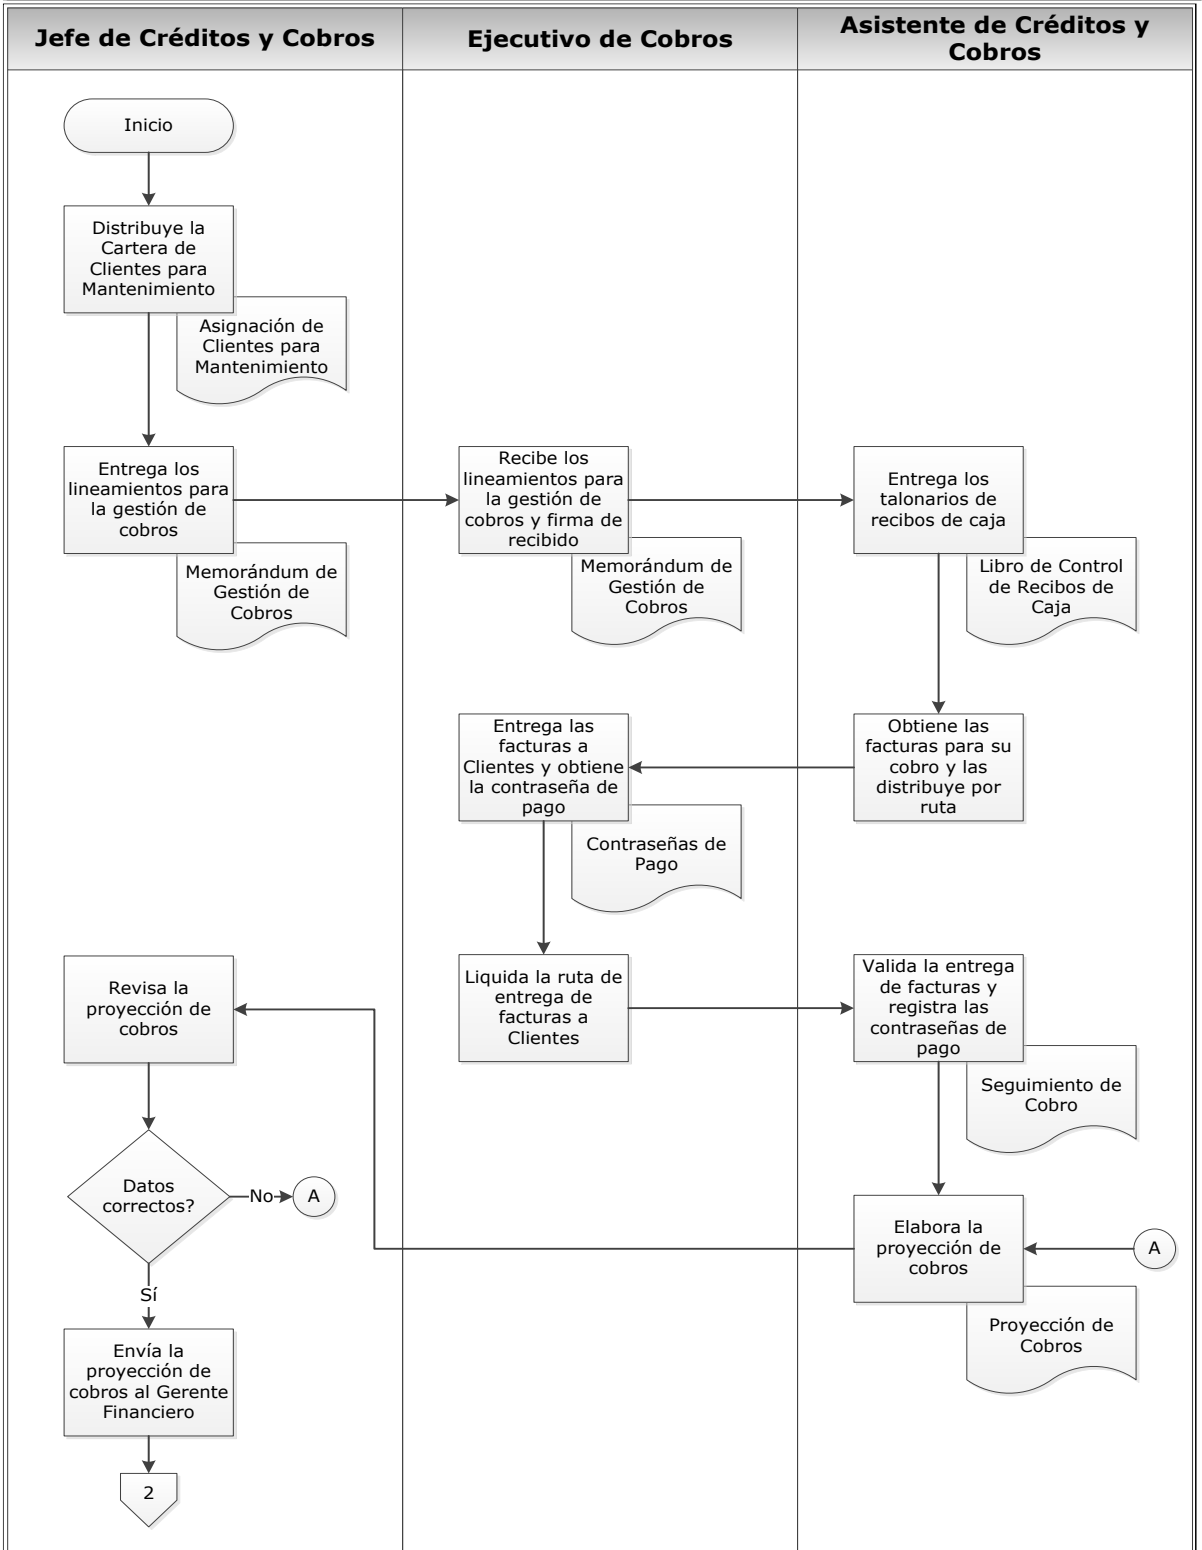 Jefe de Créditos y Cobros
Ejecutivo de Cobros
Asistente de Créditos y
Cobros
Inicio
Distribuye la
Cartera de
Clientes para
Mantenimiento
Asignación de
Clientes para
Mantenimiento
Entrega los
lineamientos para
la gestión de
cobros
Memorándum de
Gestión de
Cobros
Recibe los
lineamientos para
la gestión de
cobros y firma de
recibido
Memorándum de
Gestión de
Cobros
Entrega los
talonarios de
recibos de caja
Libro de Control
de Recibos de
Caja
Obtiene las
facturas para su
cobro y las
distribuye por
ruta
Entrega las
facturas a
Clientes y obtiene
la contraseña de
pago
Contraseñas de
Pago
Liquida la ruta de
entrega de
facturas a
Clientes
Valida la entrega
de facturas y
registra las
contraseñas de
pago
Seguimiento de
Cobro
Elabora la
proyección de
cobros
A
Proyección de
Cobros
Revisa la
proyección de
cobros
Datos
correctos?
No
A
Sí
Envía la
proyección de
cobros al Gerente
Financiero
2